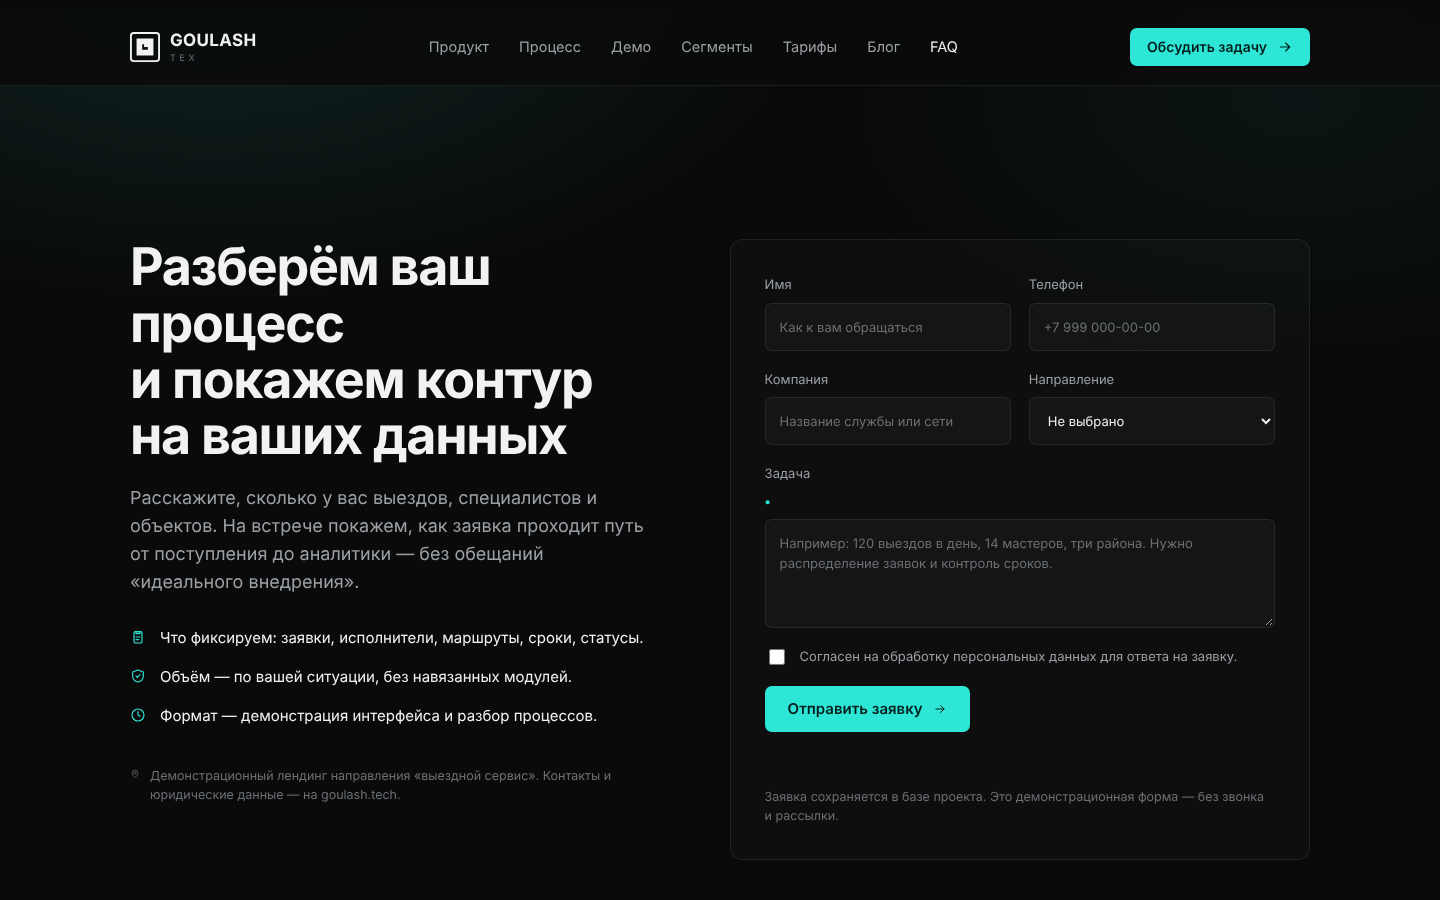 GOULASH
ТЕХ
Продукт
Процесс
Демо
Сегменты
Тарифы
Блог
FAQ
Обсудить задачу
Разберём ваш
процесс
и покажем контур
на ваших данных
Расскажите, сколько у вас выездов, специалистов и
объектов. На встрече покажем, как заявка проходит путь
от поступления до аналитики — без обещаний
«идеального внедрения».
Что фиксируем: заявки, исполнители, маршруты, сроки, статусы.
Объём — по вашей ситуации, без навязанных модулей.
Формат — демонстрация интерфейса и разбор процессов.
Демонстрационный лендинг направления «выездной сервис». Контакты и
юридические данные — на goulash.tech.
Имя
Как к вам обращаться
Телефон
+7 999 000-00-00
Компания
Название службы или сети
Направление
Не выбрано
Задача
Например: 120 выездов в день, 14 мастеров, три района. Нужно
распределение заявок и контроль сроков.
Согласен на обработку персональных данных для ответа на заявку.
Отправить заявку
Заявка сохраняется в базе проекта. Это демонстрационная форма — без звонка
и рассылки.